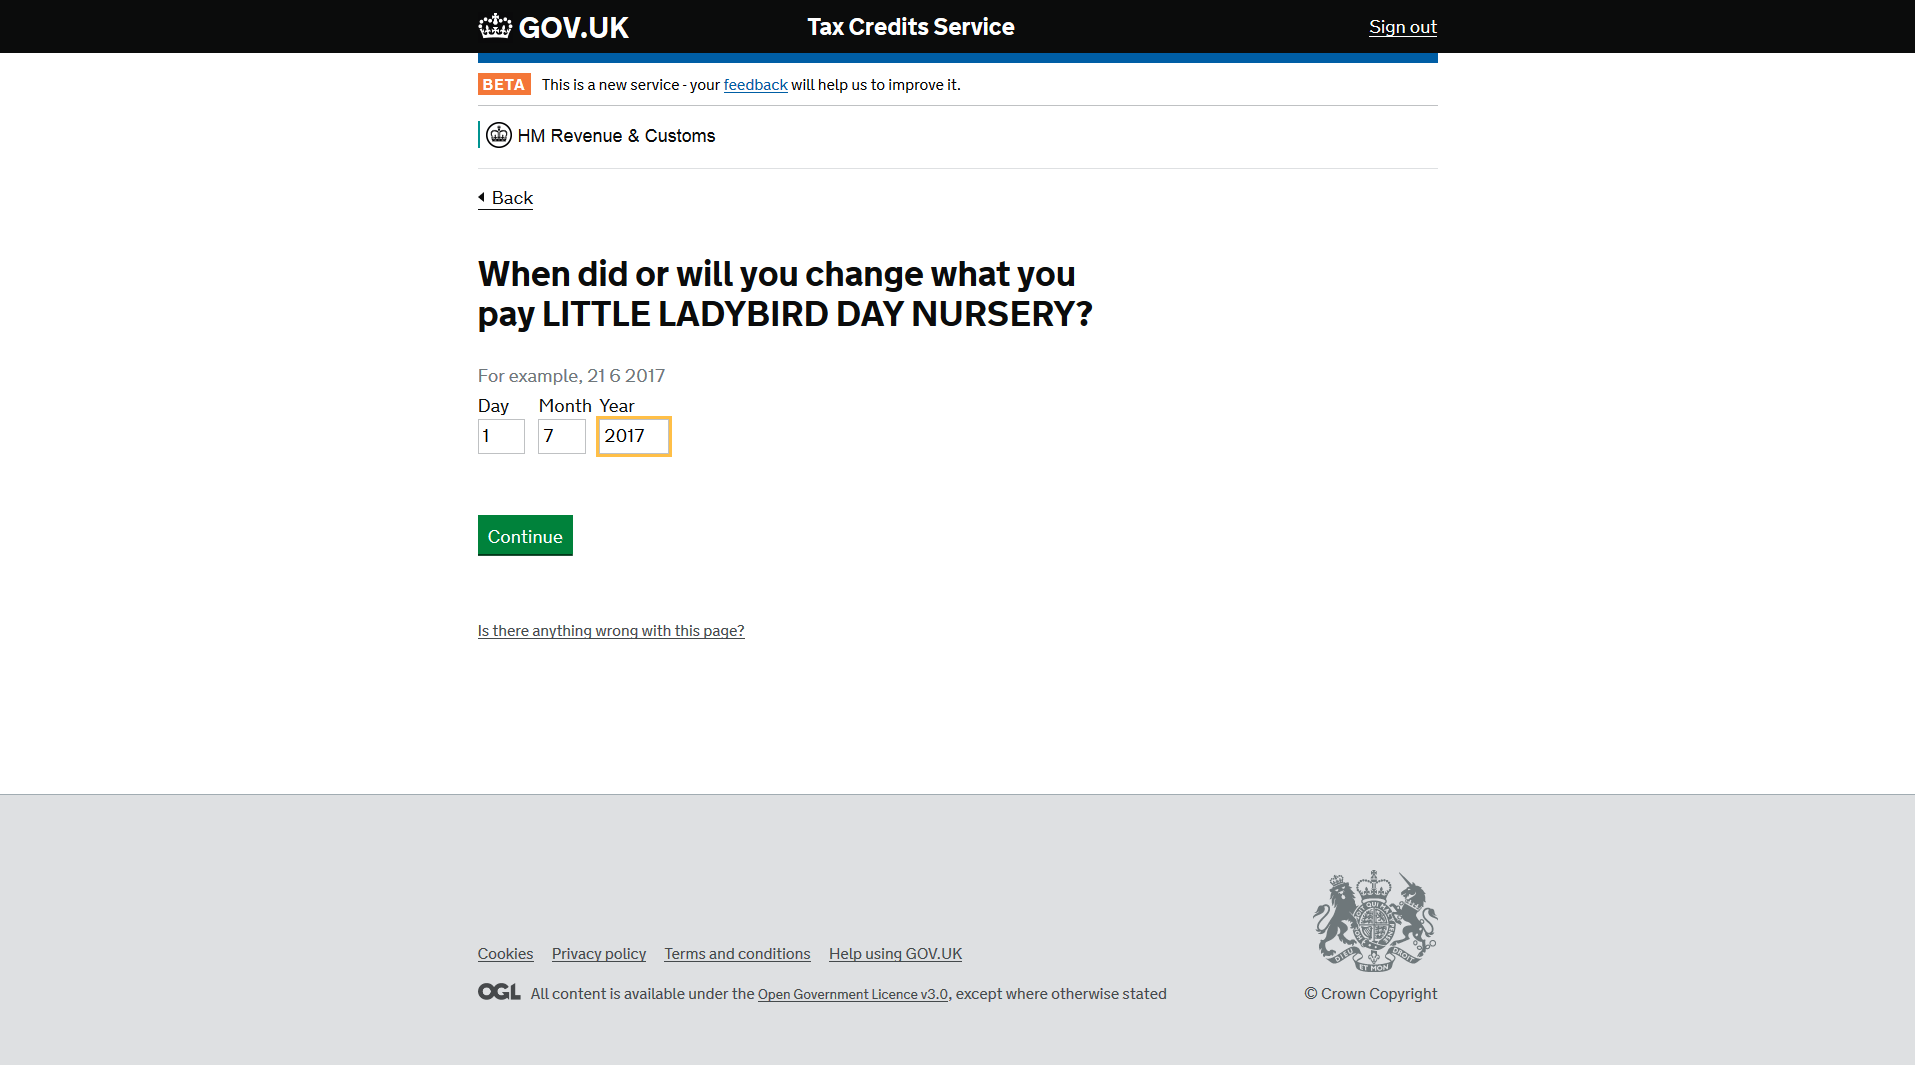 GOV.UK Tax Credits Service Sign out
BETA This is a new service - your feedback will help us to improve it.
HM Revenue & Customs
Back
When did or will you change what you
pay LITTLE LADYBIRD DAY NURSERY?
For example, 21 6 2017
Day Month Year
1 7 2017
Continue
Is there anything wrong with this page?
Cookies Privacy policy Terms and conditions Help using GOV.UK
OGL All content is available under the Open Government Licence v3.0, except where otherwise stated
© Crown Copyright